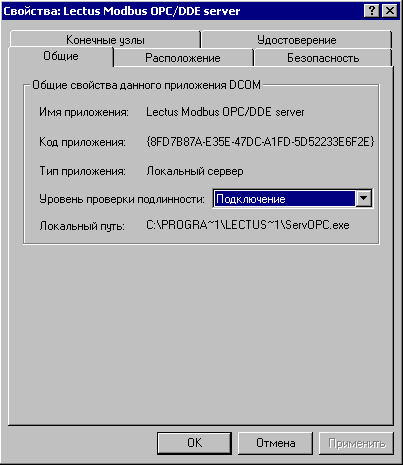 Свойства: Lectus Modbus OPC/DDE server
Конечные узлы Удостоверение
Общие Расположение Безопасность
Общие свойства данного приложения DCOM
Имя приложения: Lectus Modbus OPC/DDE server
Код приложения: {8FD7B87A-E35E-47DC-A1FD-5D52233E6F2E}
Тип приложения: Локальный сервер
Уровень проверки подлинности: Подключение
Локальный путь: C:\PROGRA~1\LECTUS~1\ServOPC.exe
OK Отмена Применить